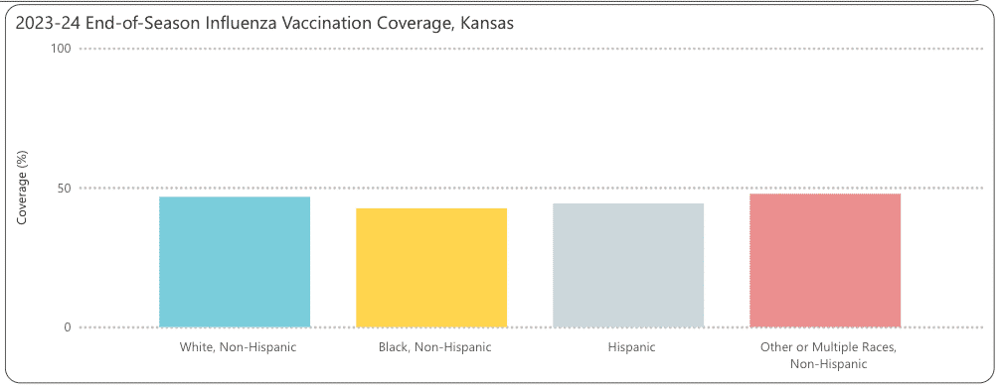 2023-24 End-of-Season Influenza Vaccination Coverage, Kansas
100
Coverage (%)
50
0
White, Non-Hispanic
Black, Non-Hispanic
Hispanic
Other or Multiple Races,
Non-Hispanic